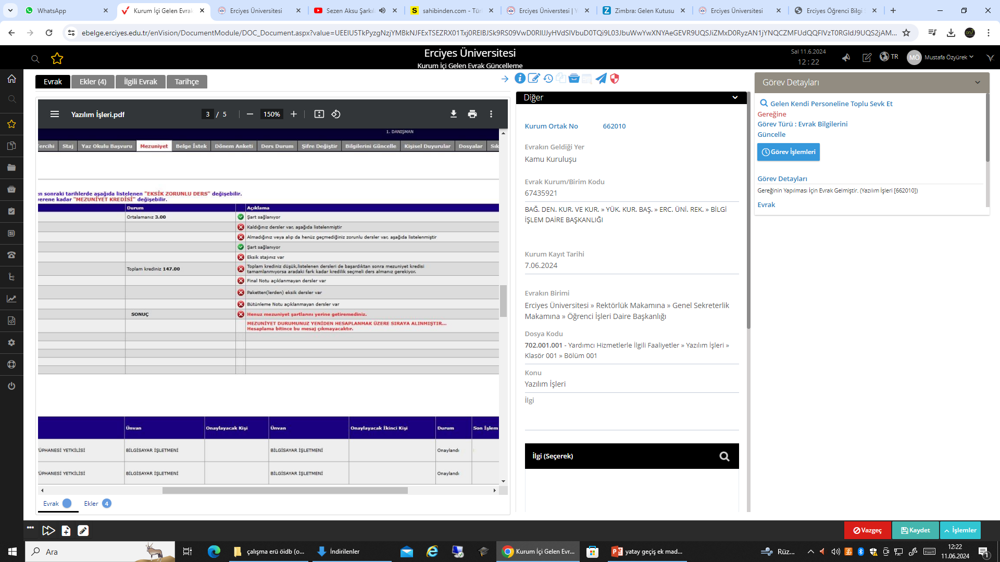 WhatsApp
Kurum İçi Gelen Evrak
Erciyes Üniversitesi
Sezen Aksu Şarkıl
sahibinden.com - Türl
Erciyes Üniverstesi | Y
Zimbra: Gelen Kutusu
Erciyes Üniversitesi
Erciyes Öğrenci Bilgi
ebelge.erciyes.edu.tr/enVision/DocumentModule/DOC_Document.aspx?value=
Erciyes Üniversitesi
Kurum İçi Gelen Evrak Güncelleme
Sal 11.6.2024
12 : 22
TR
MÖ
Mustafa Özyürek
Evrak
Ekler (4)
İlgili Evrak
Tarihçe
Yazılım İşleri.pdf
3 / 5
150%
1. DANIŞMAN
ercihi
Staj
Yaz Okulu Başvuru
Mezuniyet
Belge İstek
Dönem Anketi
Ders Durum
Şifre Değiştir
Bilgilerini Güncelle
Kişisel Duyurular
Dosyalar
Sık
en sonraki tarihlerde aşağıda listelenen "EKSİK ZORUNLU DERS" değişebilir.
verene kadar "MEZUNİYET KREDİSİ" değişebilir.
Durum
Açıklama
Ortalamanız 3.00
Şart sağlanıyor
Kaldığınız dersler var, aşağıda listelenmiştir
Almadığınız veya alıp da henüz geçmediğiniz zorunlu dersler var, aşağıda listelenmiştir
Şart sağlanıyor
Eksik stajınız var
Toplam krediniz 147.00
Toplam krediniz düşük,listelenen dersleri de başardıktan sonra mezuniyet kredisi
tamamlanmıyorsa aradaki fark kadar kredilik seçmeli ders almanız gerekiyor.
Final Notu açıklanmayan dersler var
Paketten(lerden) eksik dersler var
Bütünleme Notu açıklanmayan dersler var
SONUÇ
Henuz mezuniyet şartlarını yerine getiremediniz.
MEZUNİYET DURUMUNUZ YENİDEN HESAPLANMAK ÜZERE SIRAYA ALINMIŞTIR...
Hesaplama bitince bu mesaj çıkmayacaktır.
Ünvan
Onaylayacak Kişi
Ünvan
Onaylayacak İkinci Kişi
Durum
Son İşlem
ÜPHANESİ YETKİLİSİ
BİLGİSAYAR İŞLETMENİ
BİLGİSAYAR İŞLETMENİ
Onaylandı
ÜPHANESİ YETKİLİSİ
BİLGİSAYAR İŞLETMENİ
BİLGİSAYAR İŞLETMENİ
Onaylandı
Evrak
Ekler 4
Diğer
Kurum Ortak No
662010
Evrakın Geldiği Yer
Kamu Kuruluşu
Evrak Kurum/Birim Kodu
67435921
BAĞ. DEN. KUR. VE KUR. » YÜK. KUR. BAŞ. » ERC. ÜNİ. REK. » BİLGİ
İŞLEM DAİRE BAŞKANLIĞI
Kurum Kayıt Tarihi
7.06.2024
Evrakın Birimi
Erciyes Üniversitesi » Rektörlük Makamına » Genel Sekreterlik
Makamına » Öğrenci İşleri Daire Başkanlığı
Dosya Kodu
702.001.001 - Yardımcı Hizmetlerle İlgili Faaliyetler » Yazılım İşleri »
Klasör 001 » Bölüm 001
Konu
Yazılım İşleri
İlgi
İlgi (Seçerek)
Görev Detayları
Gelen Kendi Personeline Toplu Sevk Et
Gereğine
Görev Türü : Evrak Bilgilerini
Güncelle
Görev İşlemleri
Görev Detayları
Gereğinin Yapılması İçin Evrak Gelmiştir. (Yazılım İşleri [662010])
Evrak
Vazgeç
Kaydet
İşlemler
Ara
çalışma erü öidb (o...
İndirilenler
Kurum İçi Gelen Evr...
yatay geçiş ek mad...
Rüz...
12:22
11.06.2024
1